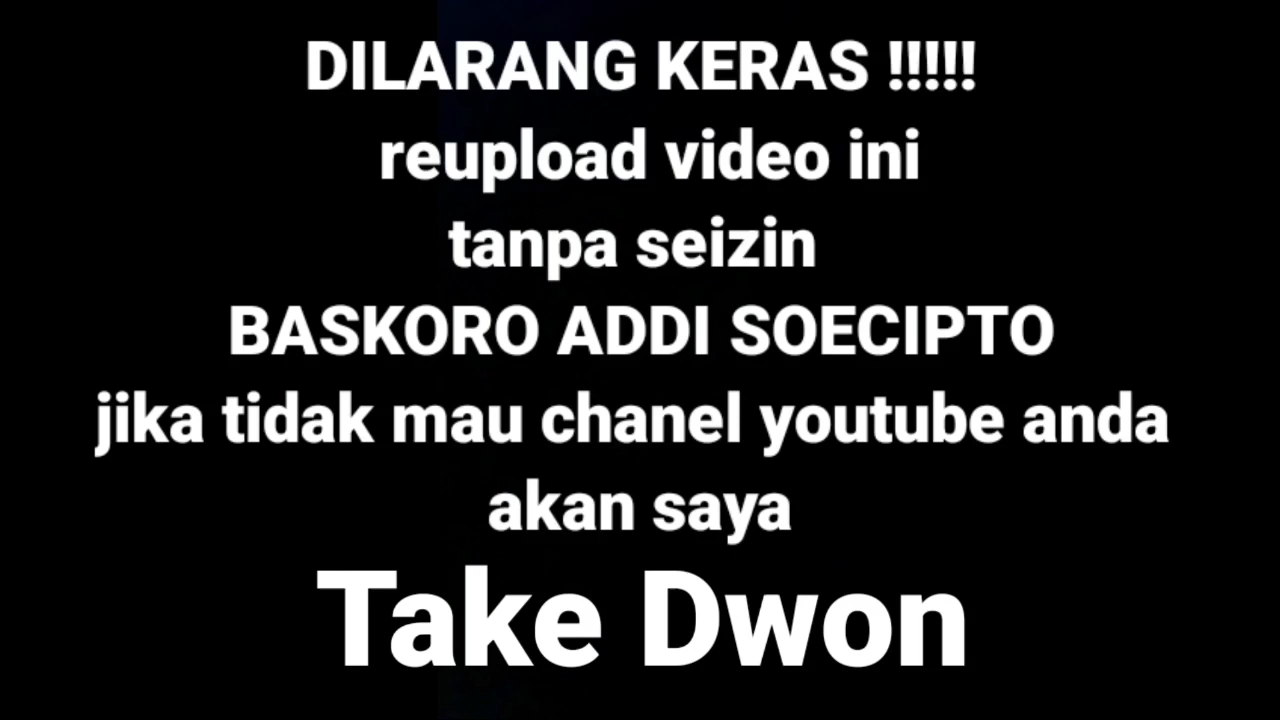 DILARANG KERAS !!!!!
reupload video ini
tanpa seizin
BASKORO ADDI SOECIPTO
jika tidak mau chanel youtube anda
akan saya
Take Dwon